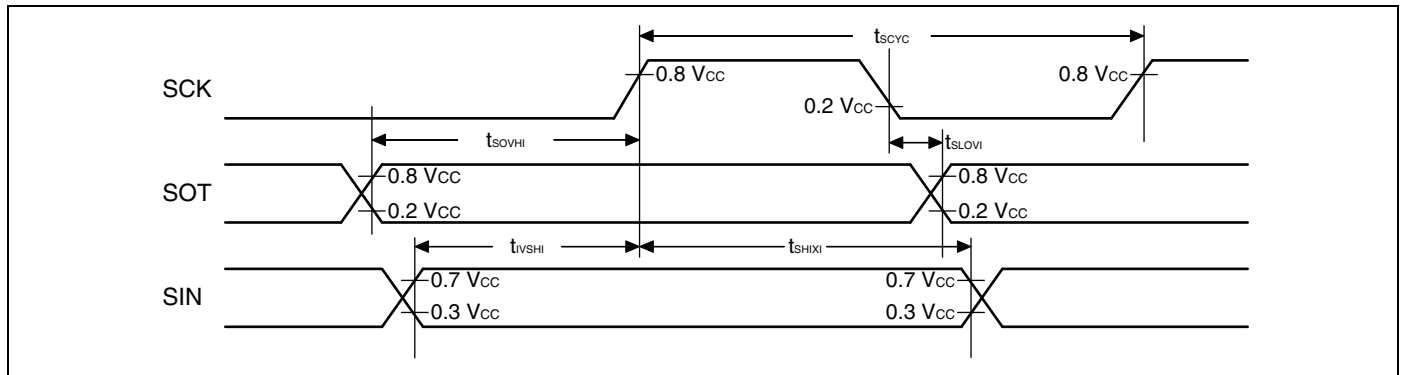 tSCYC
SCK
0.8 VCC
0.8 VCC
0.2 VCC
tSOVHI
tSLOVI
SOT
0.8 VCC
0.8 VCC
0.2 VCC
0.2 VCC
tIVSHI
tSHIXI
SIN
0.7 VCC
0.7 VCC
0.3 VCC
0.3 VCC